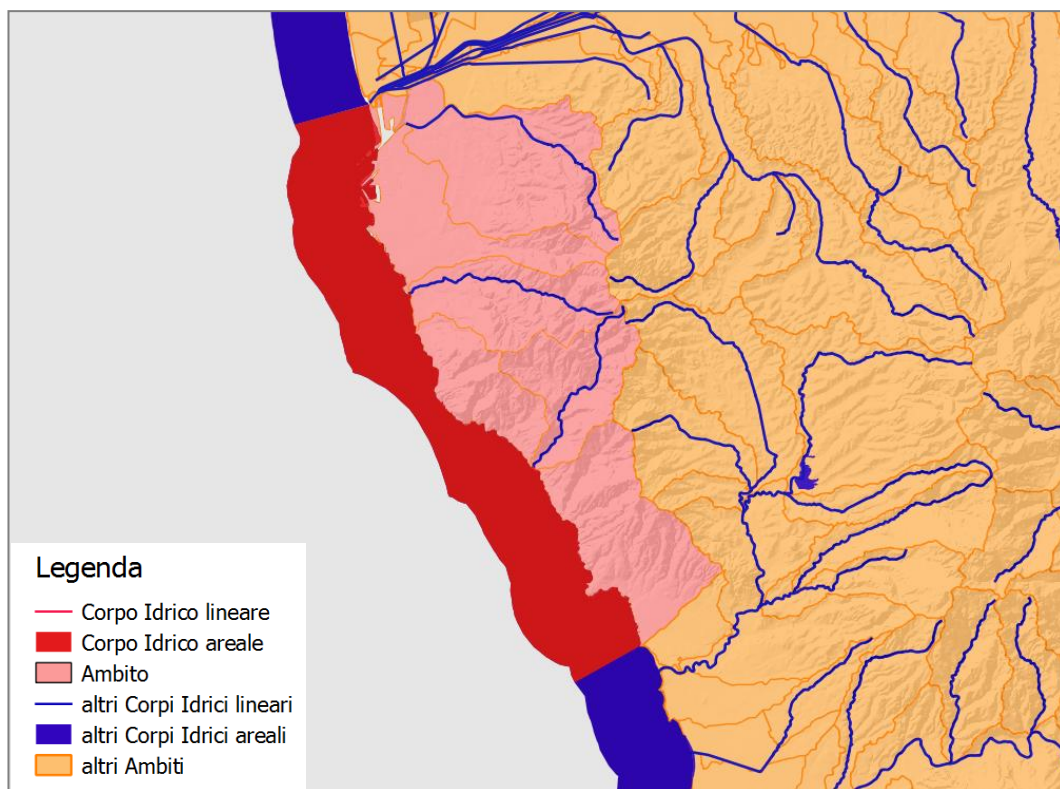 Legenda
Corpo Idrico lineare
Corpo Idrico areale
Ambito
altri Corpi Idrici lineari
altri Corpi Idrici areali
altri Ambiti